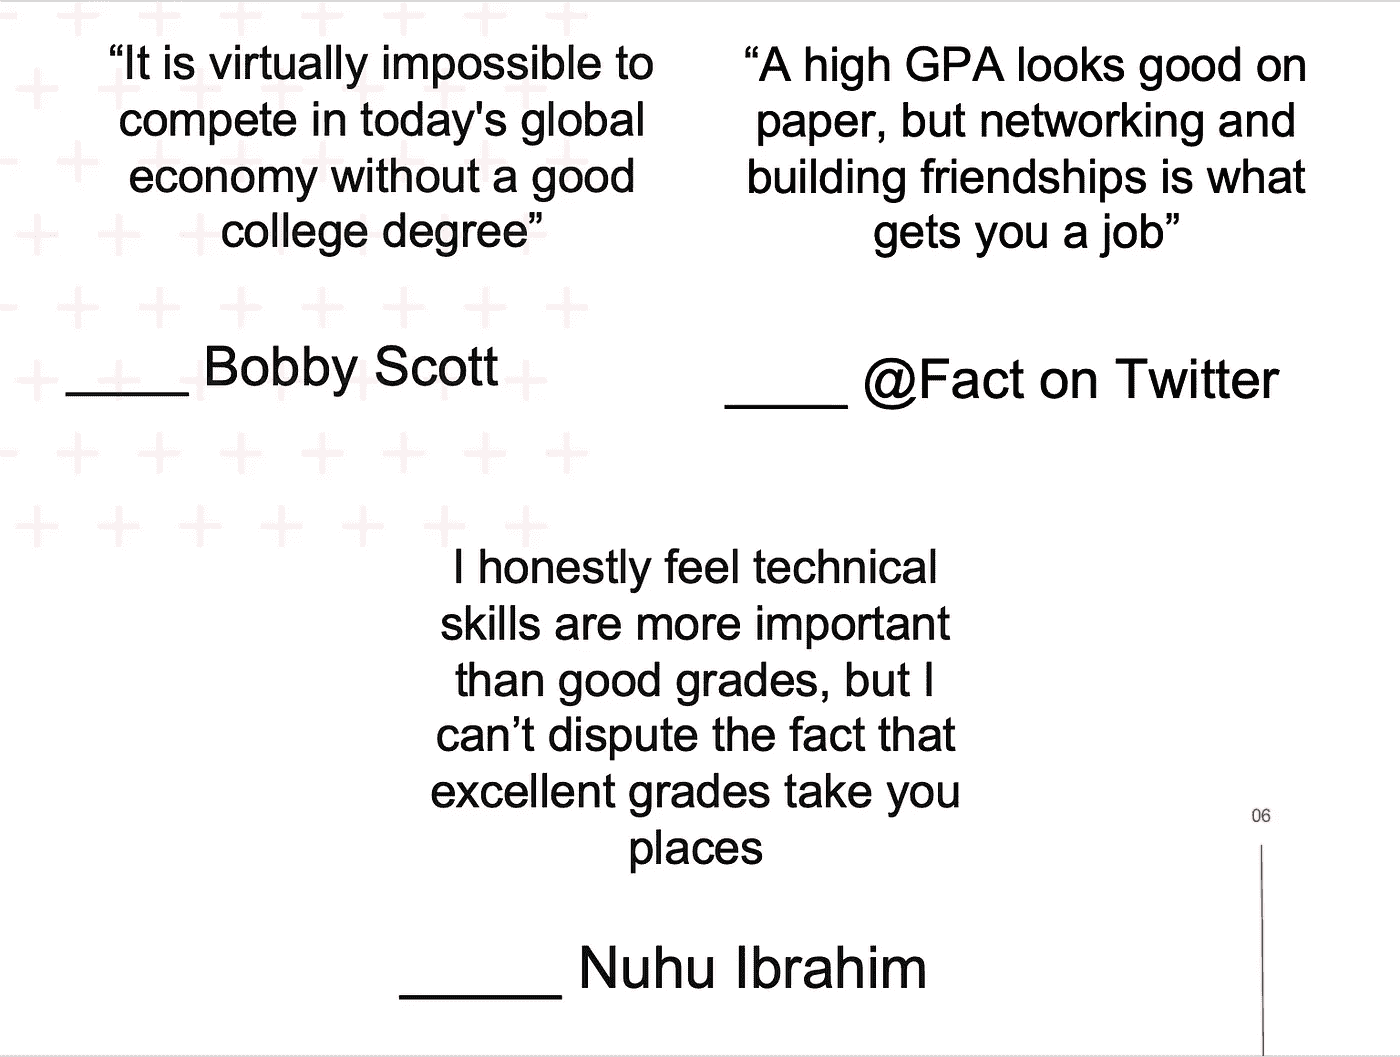 “It is virtually impossible to
compete in today's global
economy without a good
college degree”
____ Bobby Scott
“A high GPA looks good on
paper, but networking and
building friendships is what
gets you a job”
____ @Fact on Twitter
I honestly feel technical
skills are more important
than good grades, but I
can’t dispute the fact that
excellent grades take you
places
_____ Nuhu Ibrahim
06